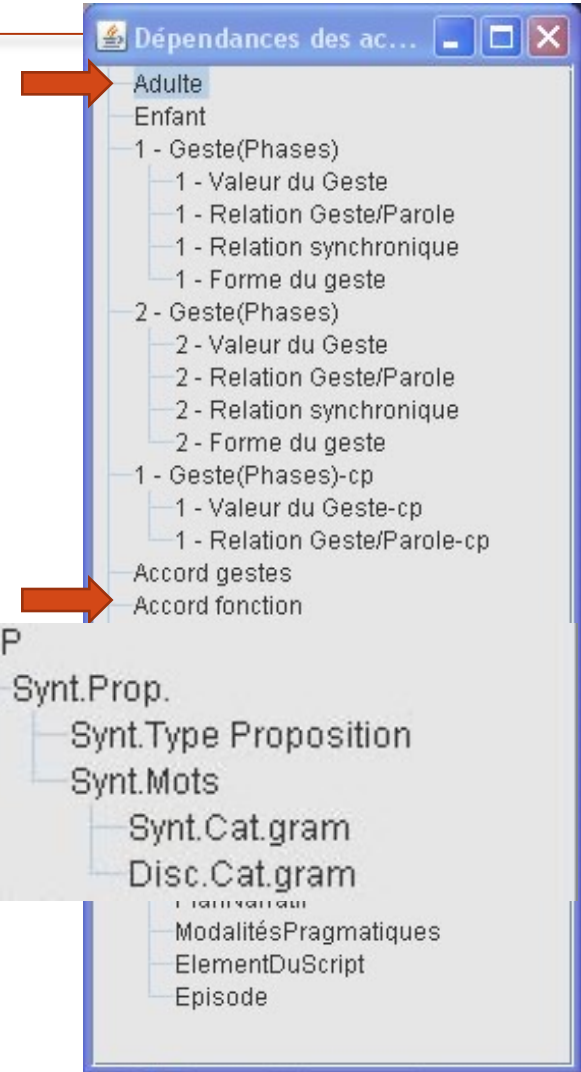 Dépendances des ac...
Adulte
Enfant
1 - Geste(Phases)
1 - Valeur du Geste
1 - Relation Geste/Parole
1 - Relation synchronique
1 - Forme du geste
2 - Geste(Phases)
2 - Valeur du Geste
2 - Relation Geste/Parole
2 - Relation synchronique
2 - Forme du geste
1 - Geste(Phases)-cp
1 - Valeur du Geste-cp
1 - Relation Geste/Parole-cp
Accord gestes
Accord fonction
P
Synt.Prop.
Synt.Type Proposition
Synt.Mots
Synt.Cat.gram
Disc.Cat.gram
PlanNarratif
ModalitésPragmatiques
ElementDuScript
Episode